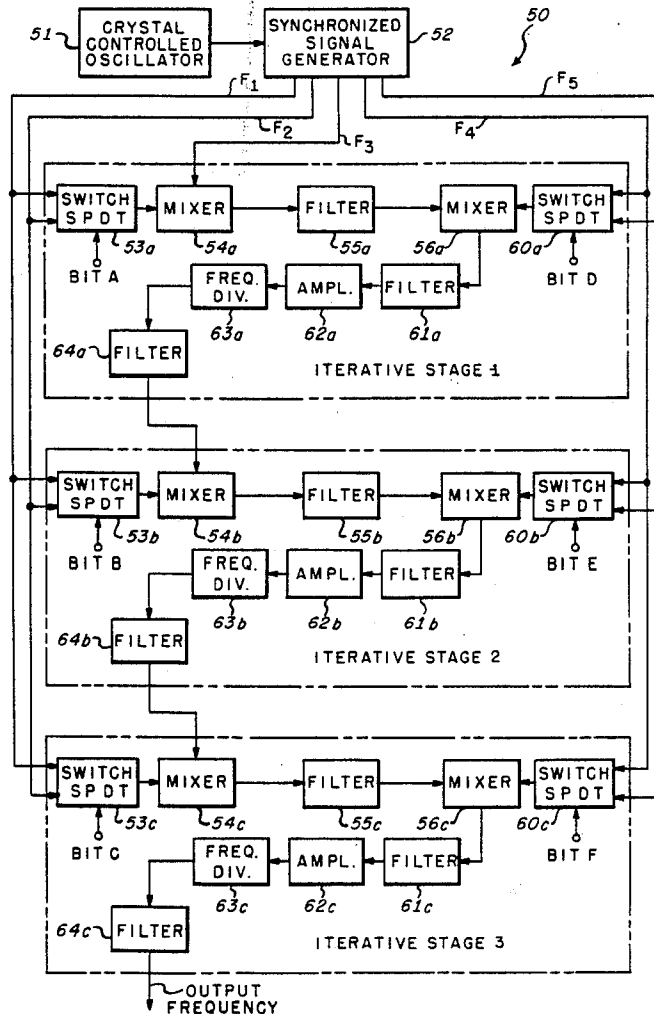 50
51
CRYSTAL
CONTROLLED
OSCILLATOR
SYNCHRONIZED
SIGNAL
GENERATOR
52
F1
F2
F3
F4
F5
SWITCH
SPDT
53a
BIT A
MIXER
54a
FILTER
55a
MIXER
56a
SWITCH
SPDT
60a
BIT D
FREQ.
DIV.
63a
AMPL.
62a
FILTER
61a
64a
FILTER
ITERATIVE STAGE 1
SWITCH
SPDT
53b
BIT B
MIXER
54b
FILTER
55b
MIXER
56b
SWITCH
SPDT
60b
BIT E
FREQ.
DIV.
63b
AMPL.
62b
FILTER
61b
64b
FILTER
ITERATIVE STAGE 2
SWITCH
SPDT
53c
BIT C
MIXER
54c
FILTER
55c
MIXER
56c
SWITCH
SPDT
60c
BIT F
FREQ.
DIV.
63c
AMPL.
62c
FILTER
61c
64c
FILTER
ITERATIVE STAGE 3
OUTPUT
FREQUENCY